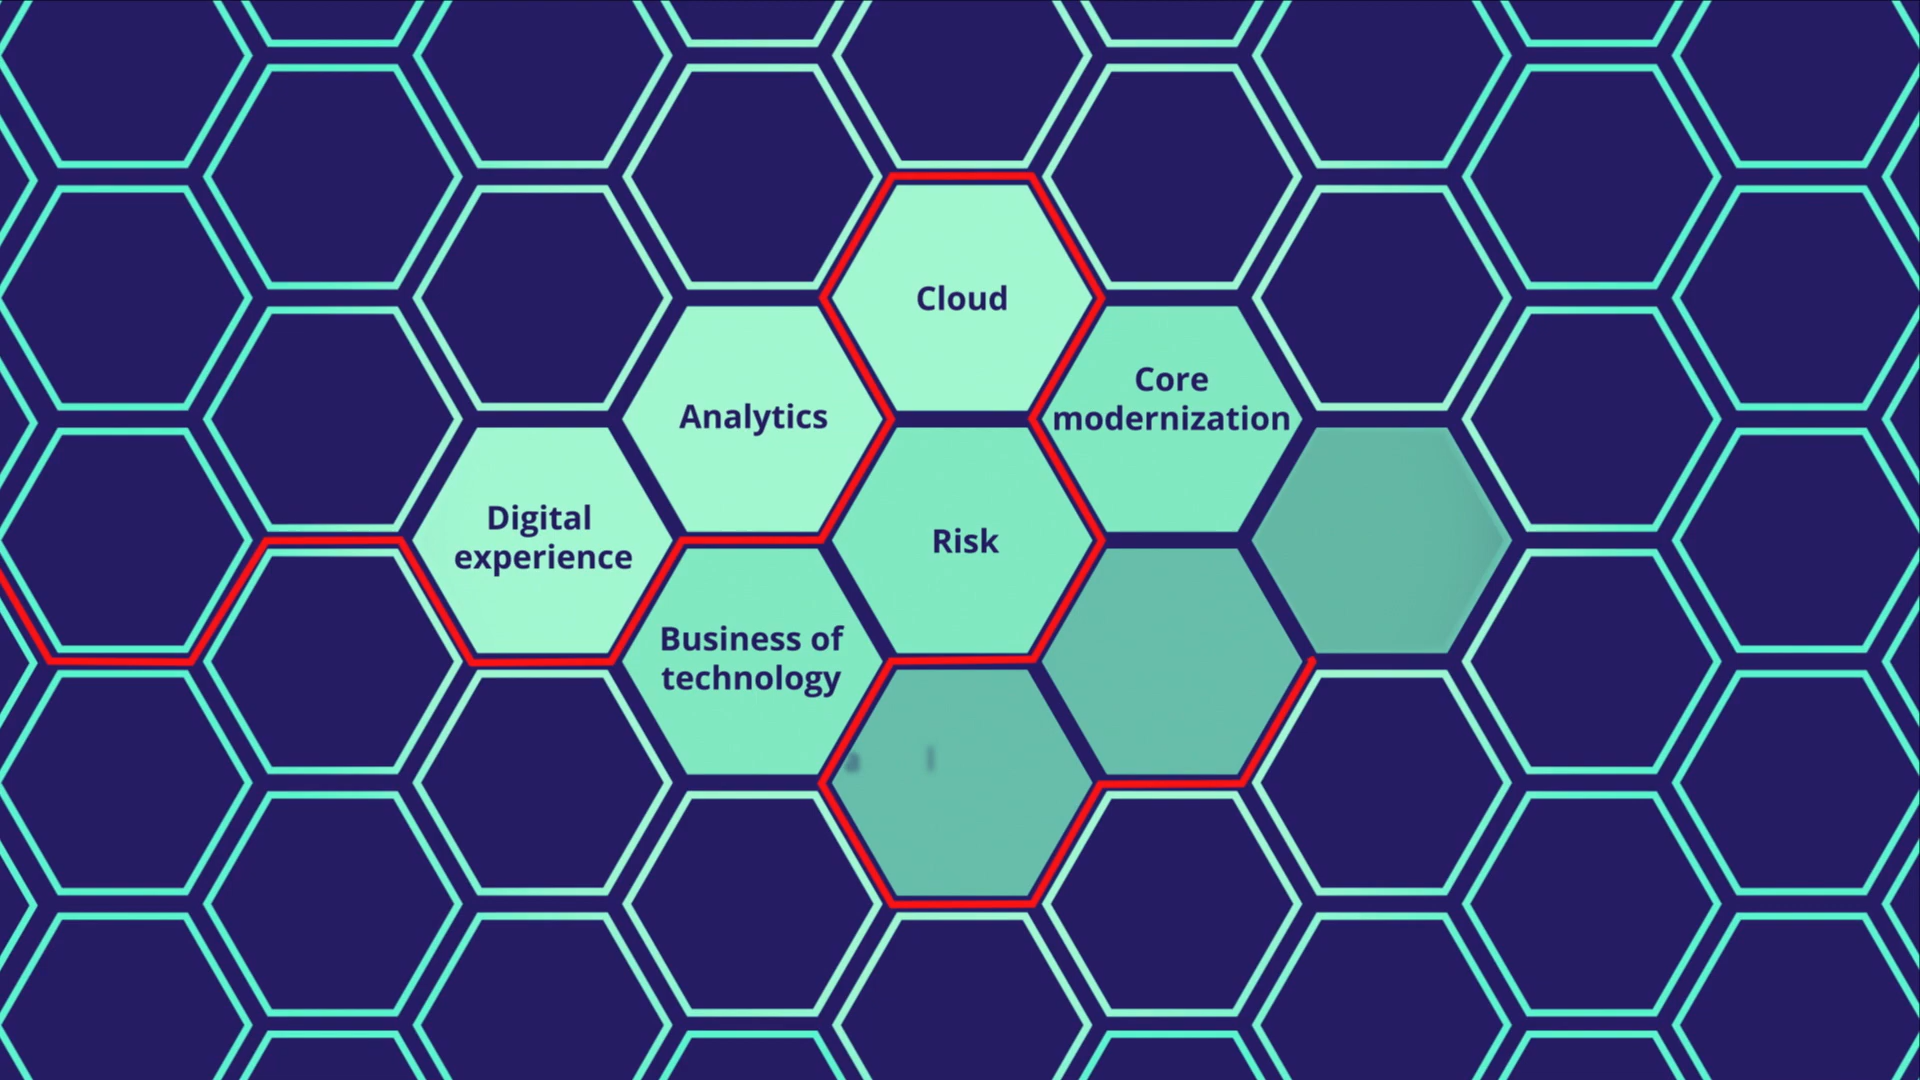 Cloud
Core
modernization
Analytics
Digital
experience
Risk
Business of
technology